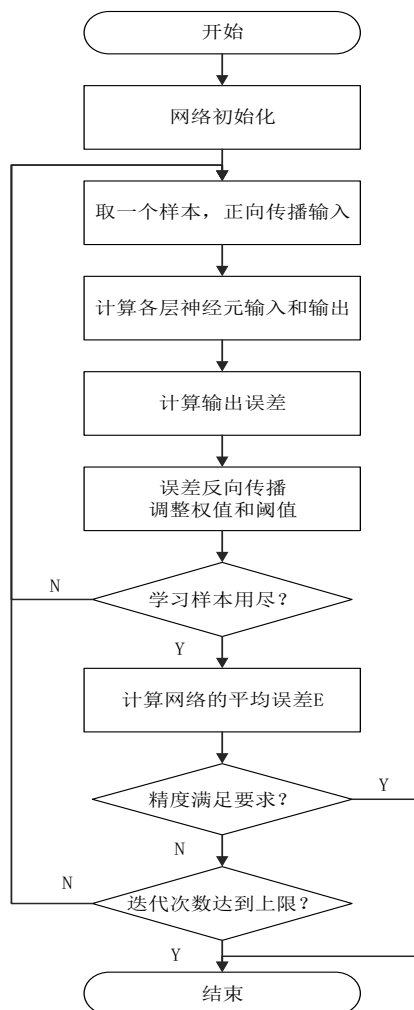 开始
网络初始化
取一个样本，正向传播输入
计算各层神经元输入和输出
计算输出误差
误差反向传播
调整权值和阈值
N
学习样本用尽？
Y
计算网络的平均误差E
Y
精度满足要求？
N
N
迭代次数达到上限？
Y
结束